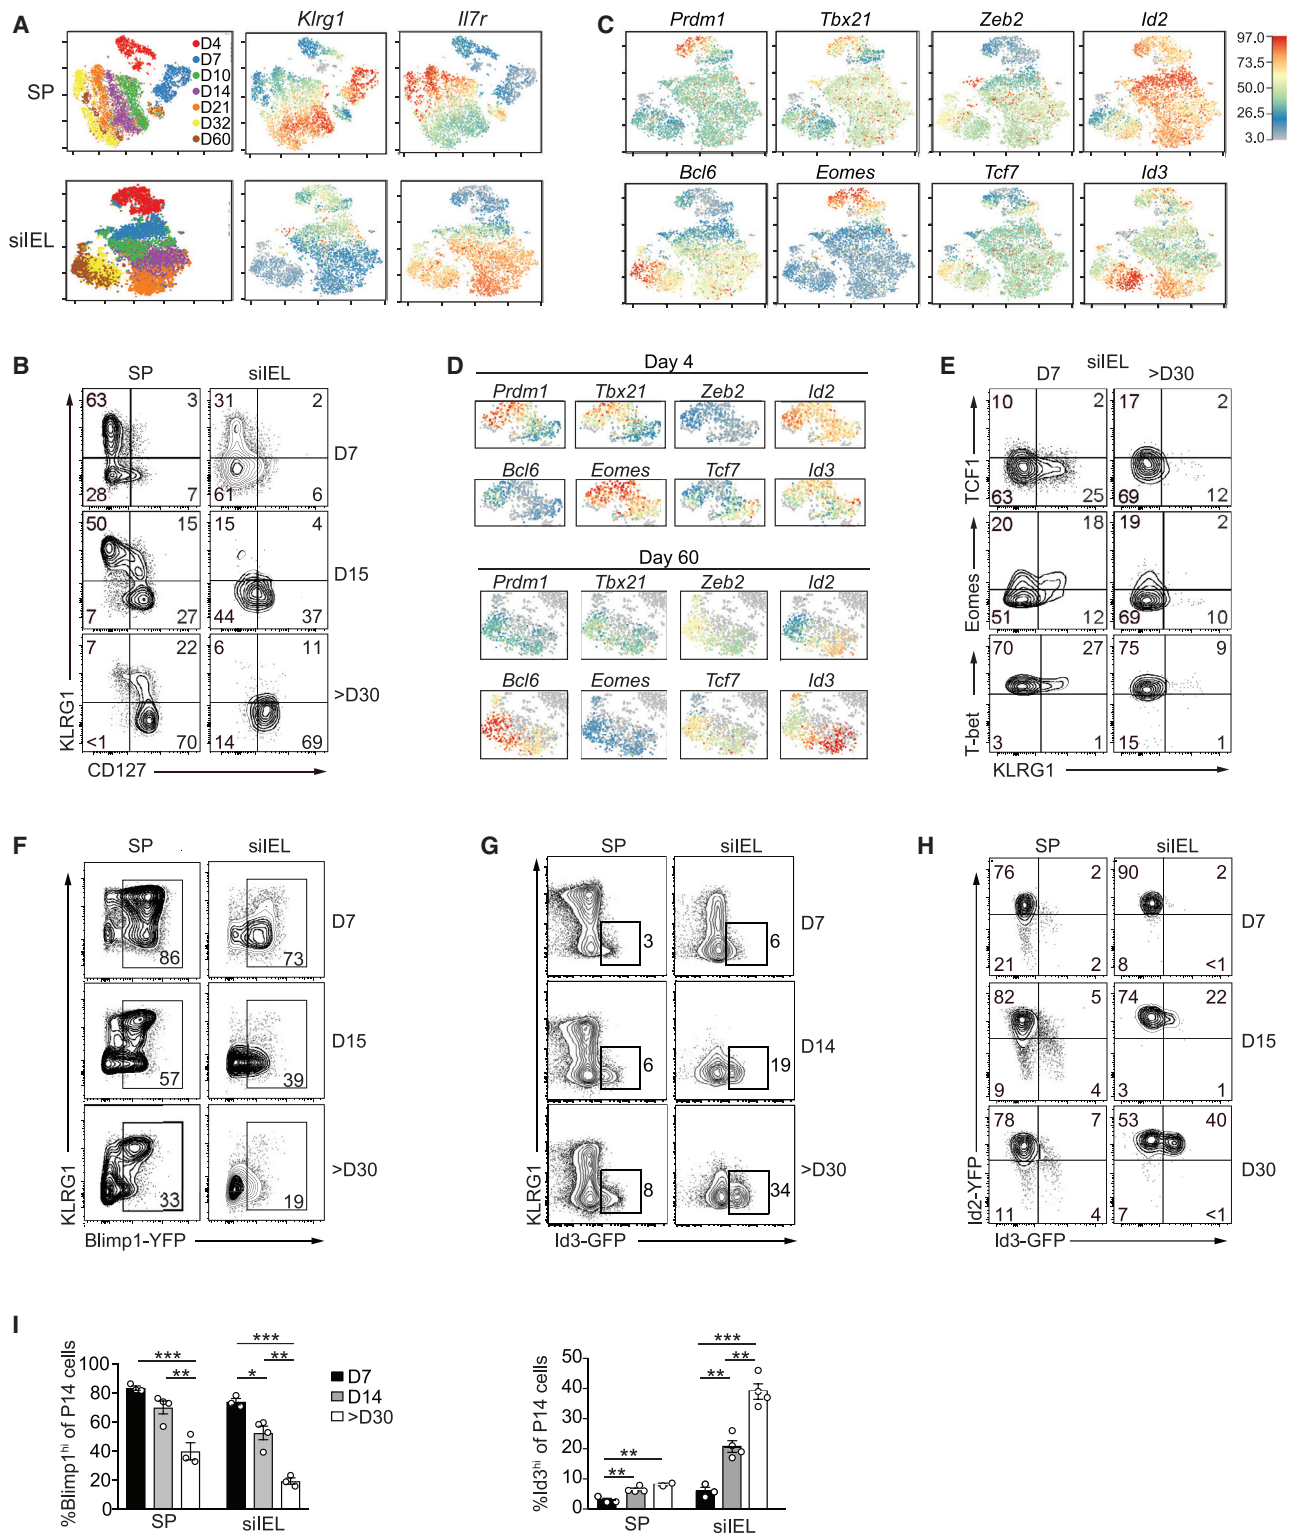 A
Klrg1
Il7r
SP
D4
D7
D10
D14
D21
D32
D60
siIEL
C
Prdm1
Tbx21
Zeb2
Id2
97.0
73.5
50.0
26.5
3.0
Bcl6
Eomes
Tcf7
Id3
B
SP
siIEL
63
3
31
2
D7
28
7
61
6
50
15
15
4
D15
7
27
44
37
7
22
6
11
>D30
<1
70
14
69
KLRG1
CD127
D
Day 4
Prdm1
Tbx21
Zeb2
Id2
Bcl6
Eomes
Tcf7
Id3
Day 60
Prdm1
Tbx21
Zeb2
Id2
Bcl6
Eomes
Tcf7
Id3
E
siIEL
D7
>D30
10
2
17
2
TCF1
63
25
69
12
20
18
19
2
Eomes
51
12
69
10
70
27
75
9
T-bet
3
1
15
1
KLRG1
F
SP
siIEL
D7
86
73
D15
57
39
>D30
33
19
KLRG1
Blimp1-YFP
G
SP
siIEL
D7
3
6
D14
6
19
>D30
8
34
KLRG1
Id3-GFP
H
SP
siIEL
76
2
90
2
D7
21
2
8
<1
82
5
74
22
D15
9
4
3
1
78
7
53
40
D30
11
4
7
<1
Id2-YFP
Id3-GFP
I
%Blimp1hi of P14 cells
100
80
60
40
20
0
***
**
***
**
*
SP
siIEL
D7
D14
>D30
%Id3hi of P14 cells
50
40
30
20
10
0
**
**
***
**
**
SP
siIEL